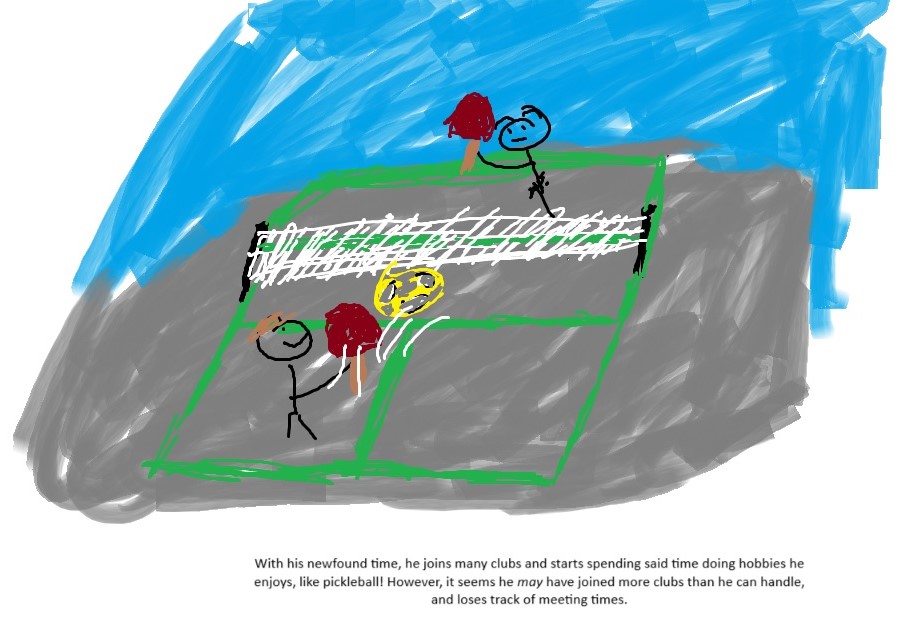 With his newfound time, he joins many clubs and starts spending said time doing hobbies he
enjoys, like pickleball! However, it seems he may have joined more clubs than he can handle,
and loses track of meeting times.